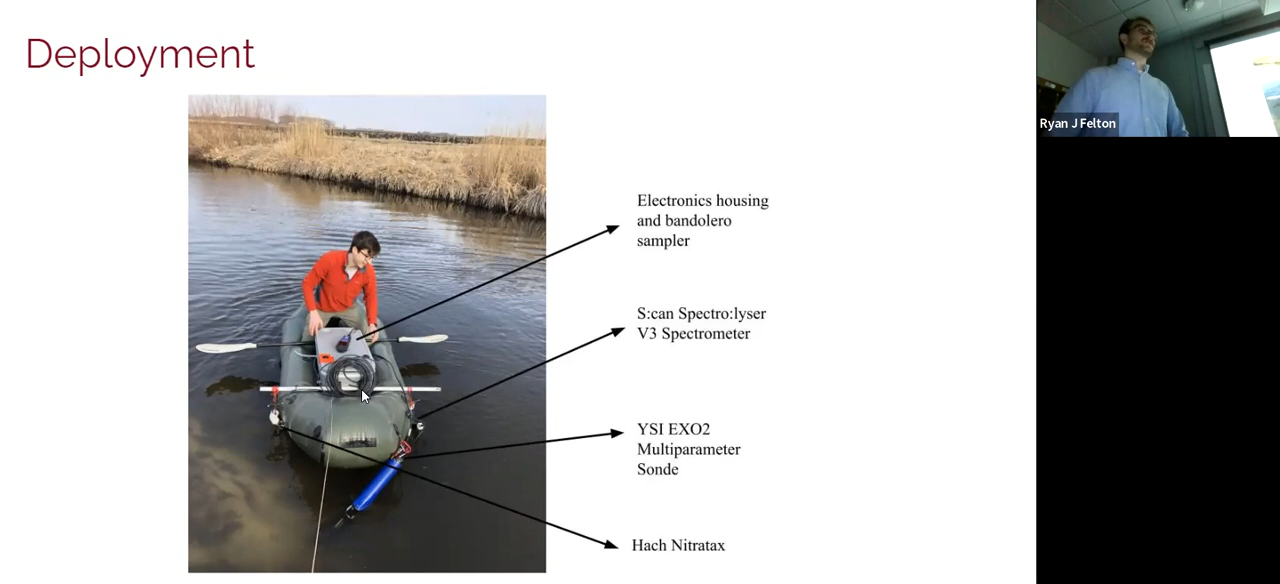 Deployment
Electronics housing
and bandolero
sampler
S:can Spectro:lyser
V3 Spectrometer
YSI EXO2
Multiparameter
Sonde
Hach Nitratax
Ryan J Felton